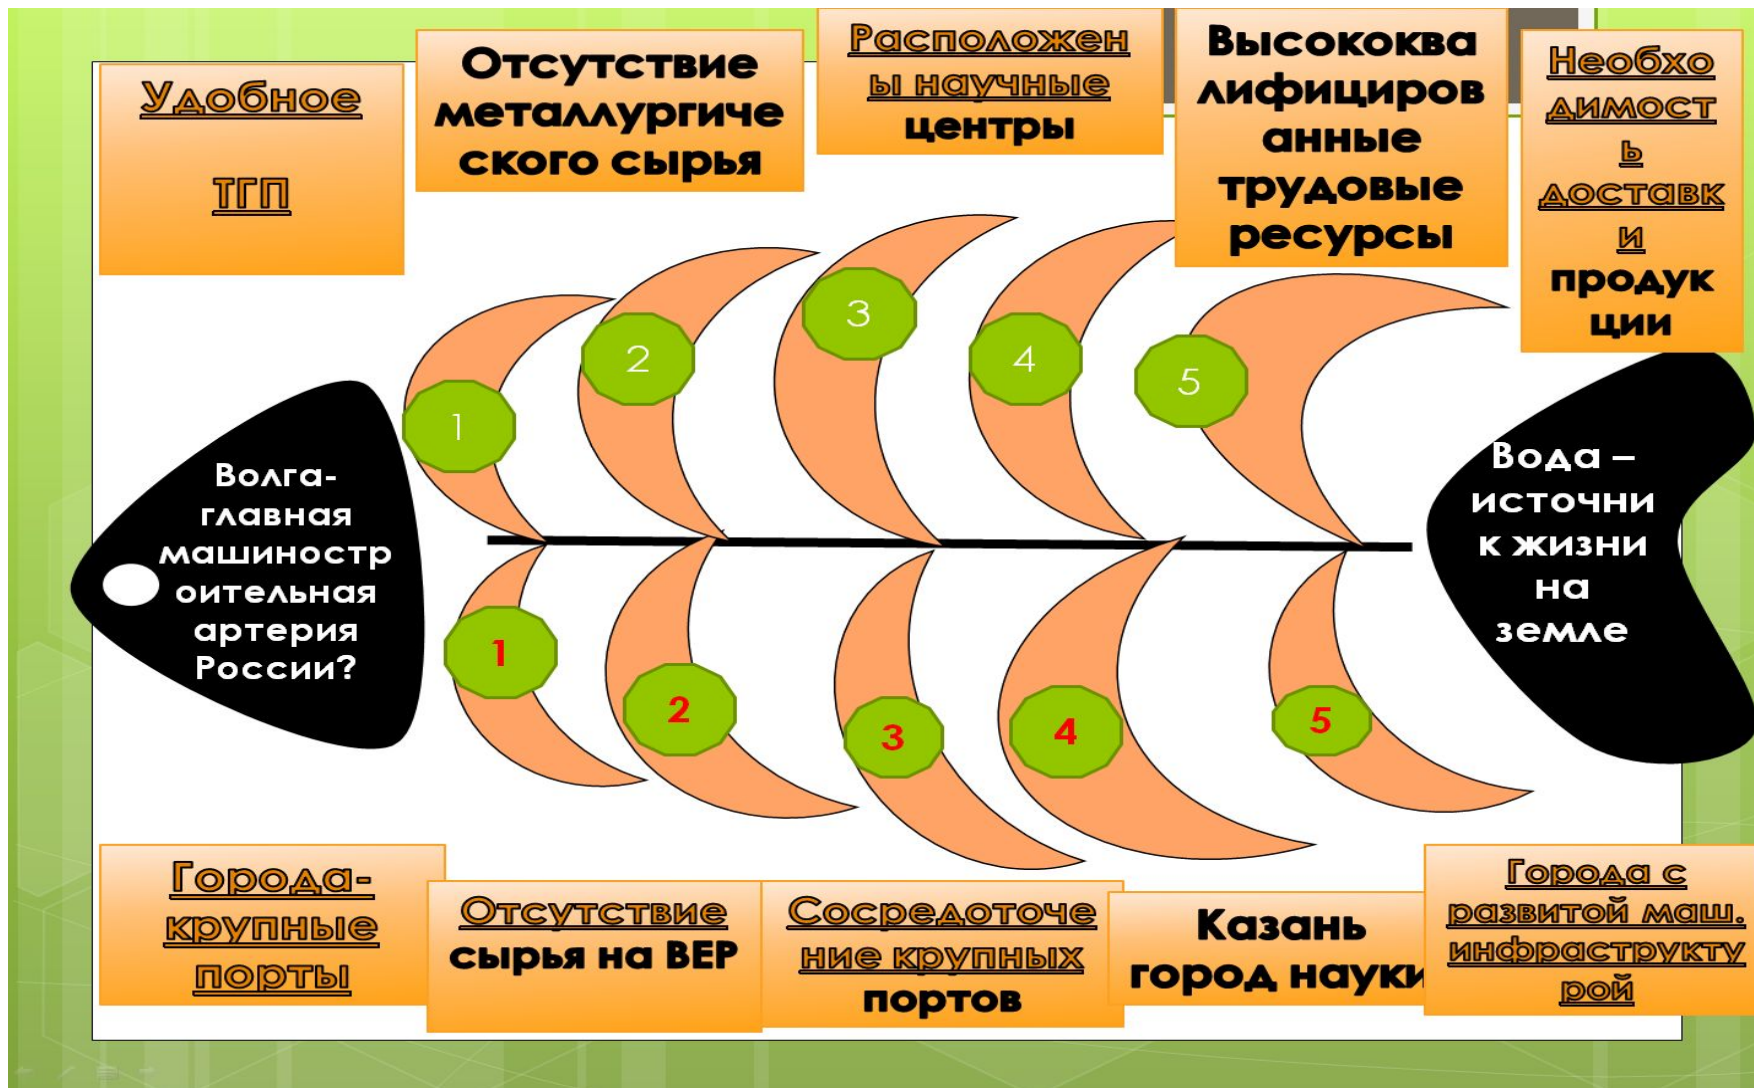 Удобное
ТГП
Отсутствие
металлургиче
ского сырья
Расположен
ы научные
центры
Высококва
лифициров
анные
трудовые
ресурсы
Необхо
димост
ь
доставк
и
продук
ции
1
2
3
4
5
Волга-
главная
машиностр
оительная
артерия
России?
Вода –
источни
к жизни
на
земле
1
2
3
4
5
Города-
крупные
порты
Отсутствие
сырья на ВЕР
Сосредоточе
ние крупных
портов
Казань
город науки
Города с
развитой маш.
инфраструкту
рой